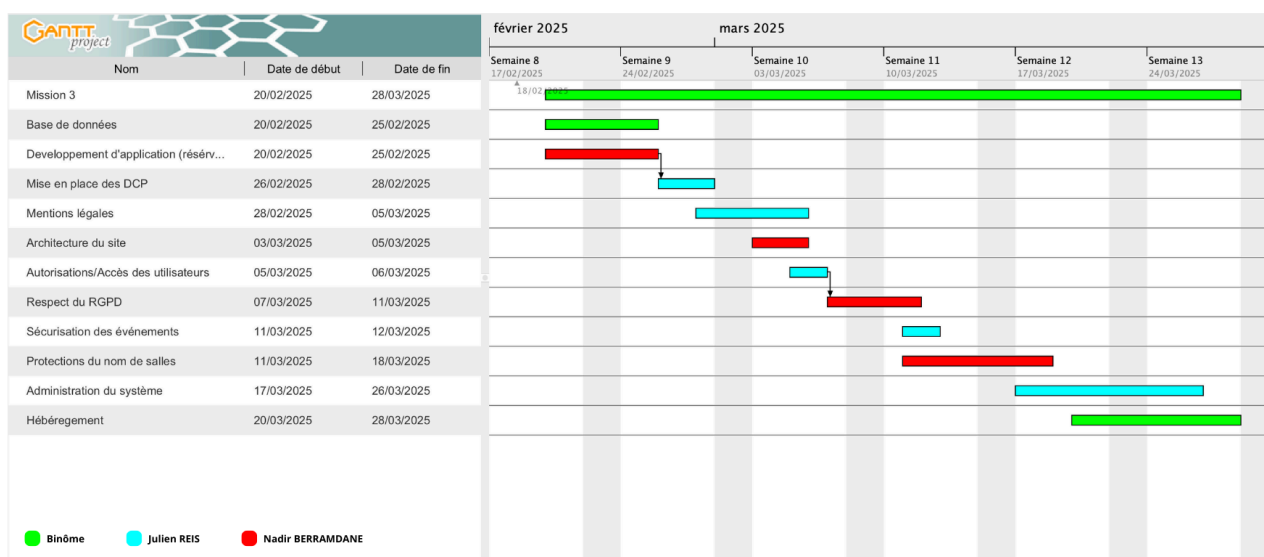 GANTT project
février 2025 mars 2025
Semaine 8 Semaine 9 Semaine 10 Semaine 11 Semaine 12 Semaine 13
17/02/2025 24/02/2025 03/03/2025 10/03/2025 17/03/2025 24/03/2025
Nom Date de début Date de fin
18/02/2025
Mission 3 20/02/2025 28/03/2025
Base de données 20/02/2025 25/02/2025
Developpement d'application (résérv... 20/02/2025 25/02/2025
Mise en place des DCP 26/02/2025 28/02/2025
Mentions légales 28/02/2025 05/03/2025
Architecture du site 03/03/2025 05/03/2025
Autorisations/Accès des utilisateurs 05/03/2025 06/03/2025
Respect du RGPD 07/03/2025 11/03/2025
Sécurisation des événements 11/03/2025 12/03/2025
Protections du nom de salles 11/03/2025 18/03/2025
Administration du système 17/03/2025 26/03/2025
Hébéregement 20/03/2025 28/03/2025
Binôme Julien REIS Nadir BERRAMDANE